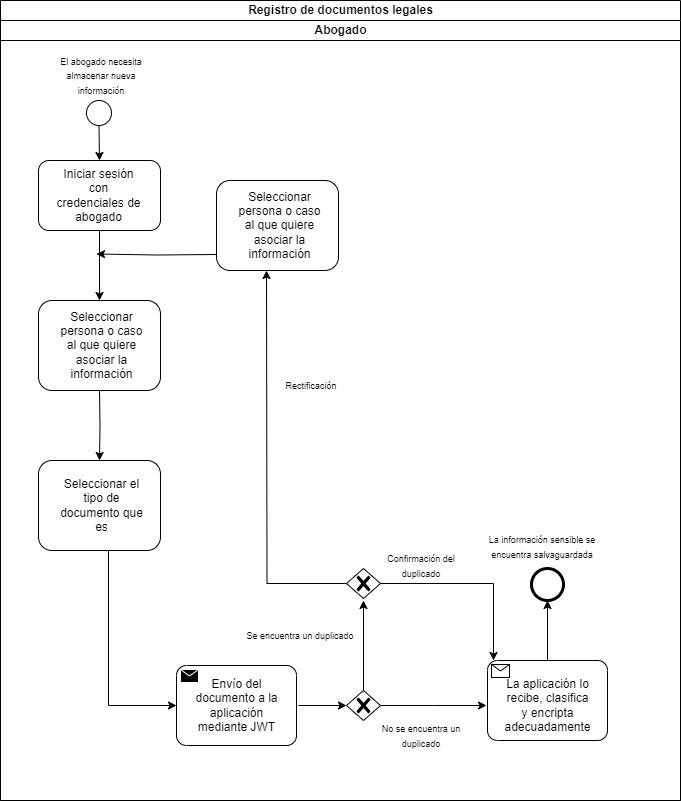 Registro de documentos legales
Abogado
El abogado necesita
almacenar nueva
información
Iniciar sesión
con
credenciales de
abogado
Seleccionar
persona o caso
al que quiere
asociar la
información
Seleccionar
persona o caso
al que quiere
asociar la
información
Rectificación
Seleccionar el
tipo de
documento que
es
La información sensible se
encuentra salvaguardada
Confirmación del
duplicado
Se encuentra un duplicado
Envío del
documento a la
aplicación
mediante JWT
No se encuentra un
duplicado
La aplicación lo
recibe, clasifica
y encripta
adecuadamente